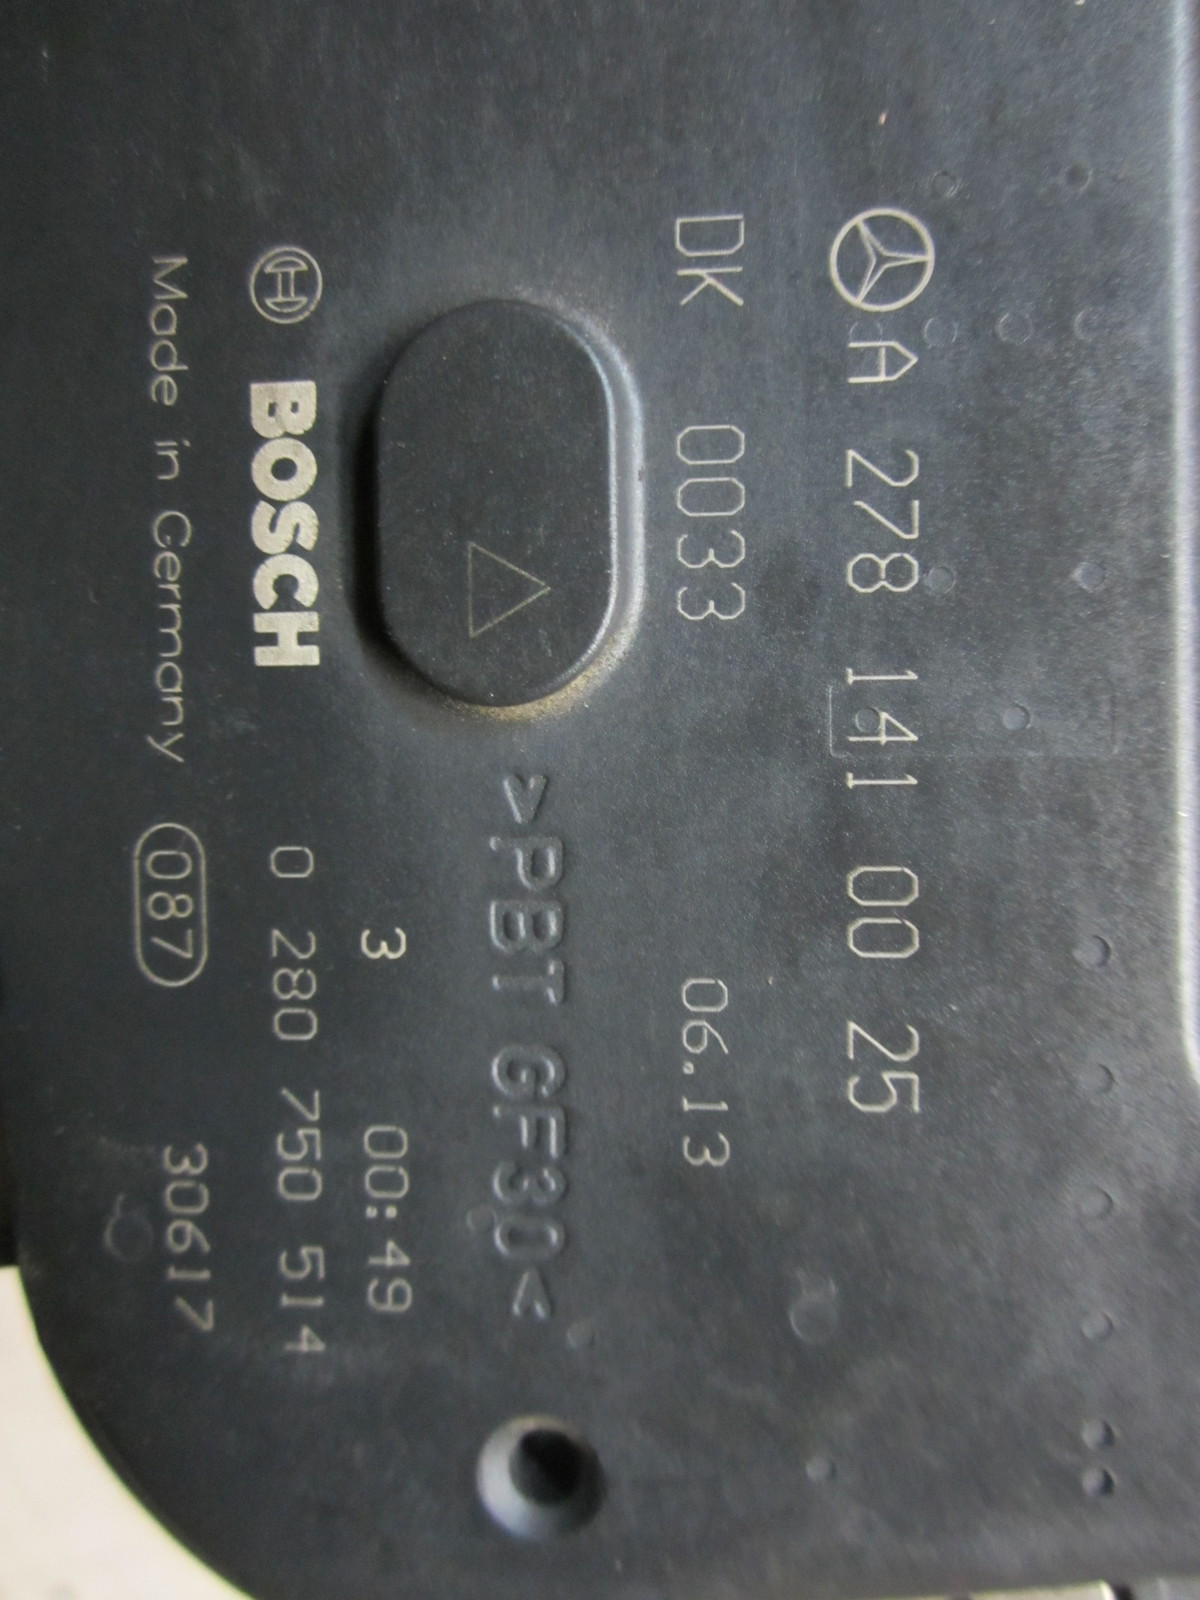 A 278 141 00 25
DK 0033 06.13
>PBT GF30<
3 00:49
BOSCH 0 280 750 514
Made in Germany 087 30617